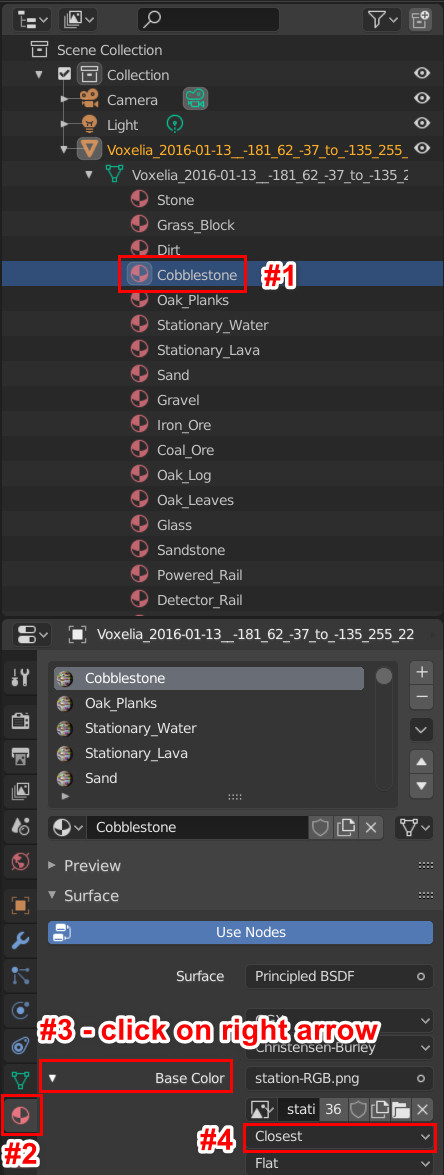 Scene Collection
Collection
Camera
Light
Voxelia_2016-01-13__-181_62_-37_to_-135_255_
Voxelia_2016-01-13__-181_62_-37_to_-135_2
Stone
Grass_Block
Dirt
Cobblestone #1
Oak_Planks
Stationary_Water
Stationary_Lava
Sand
Gravel
Iron_Ore
Coal_Ore
Oak_Log
Oak_Leaves
Glass
Sandstone
Powered_Rail
Detector_Rail
Voxelia_2016-01-13__-181_62_-37_to_-135_255_22
Cobblestone
Oak_Planks
Stationary_Water
Stationary_Lava
Sand
Cobblestone
Preview
Surface
Use Nodes
Surface Principled BSDF
#3 - click on right arrow
Christensen-Burley
Base Color station-RGB.png
stati 36
#2 #4 Closest
Flat